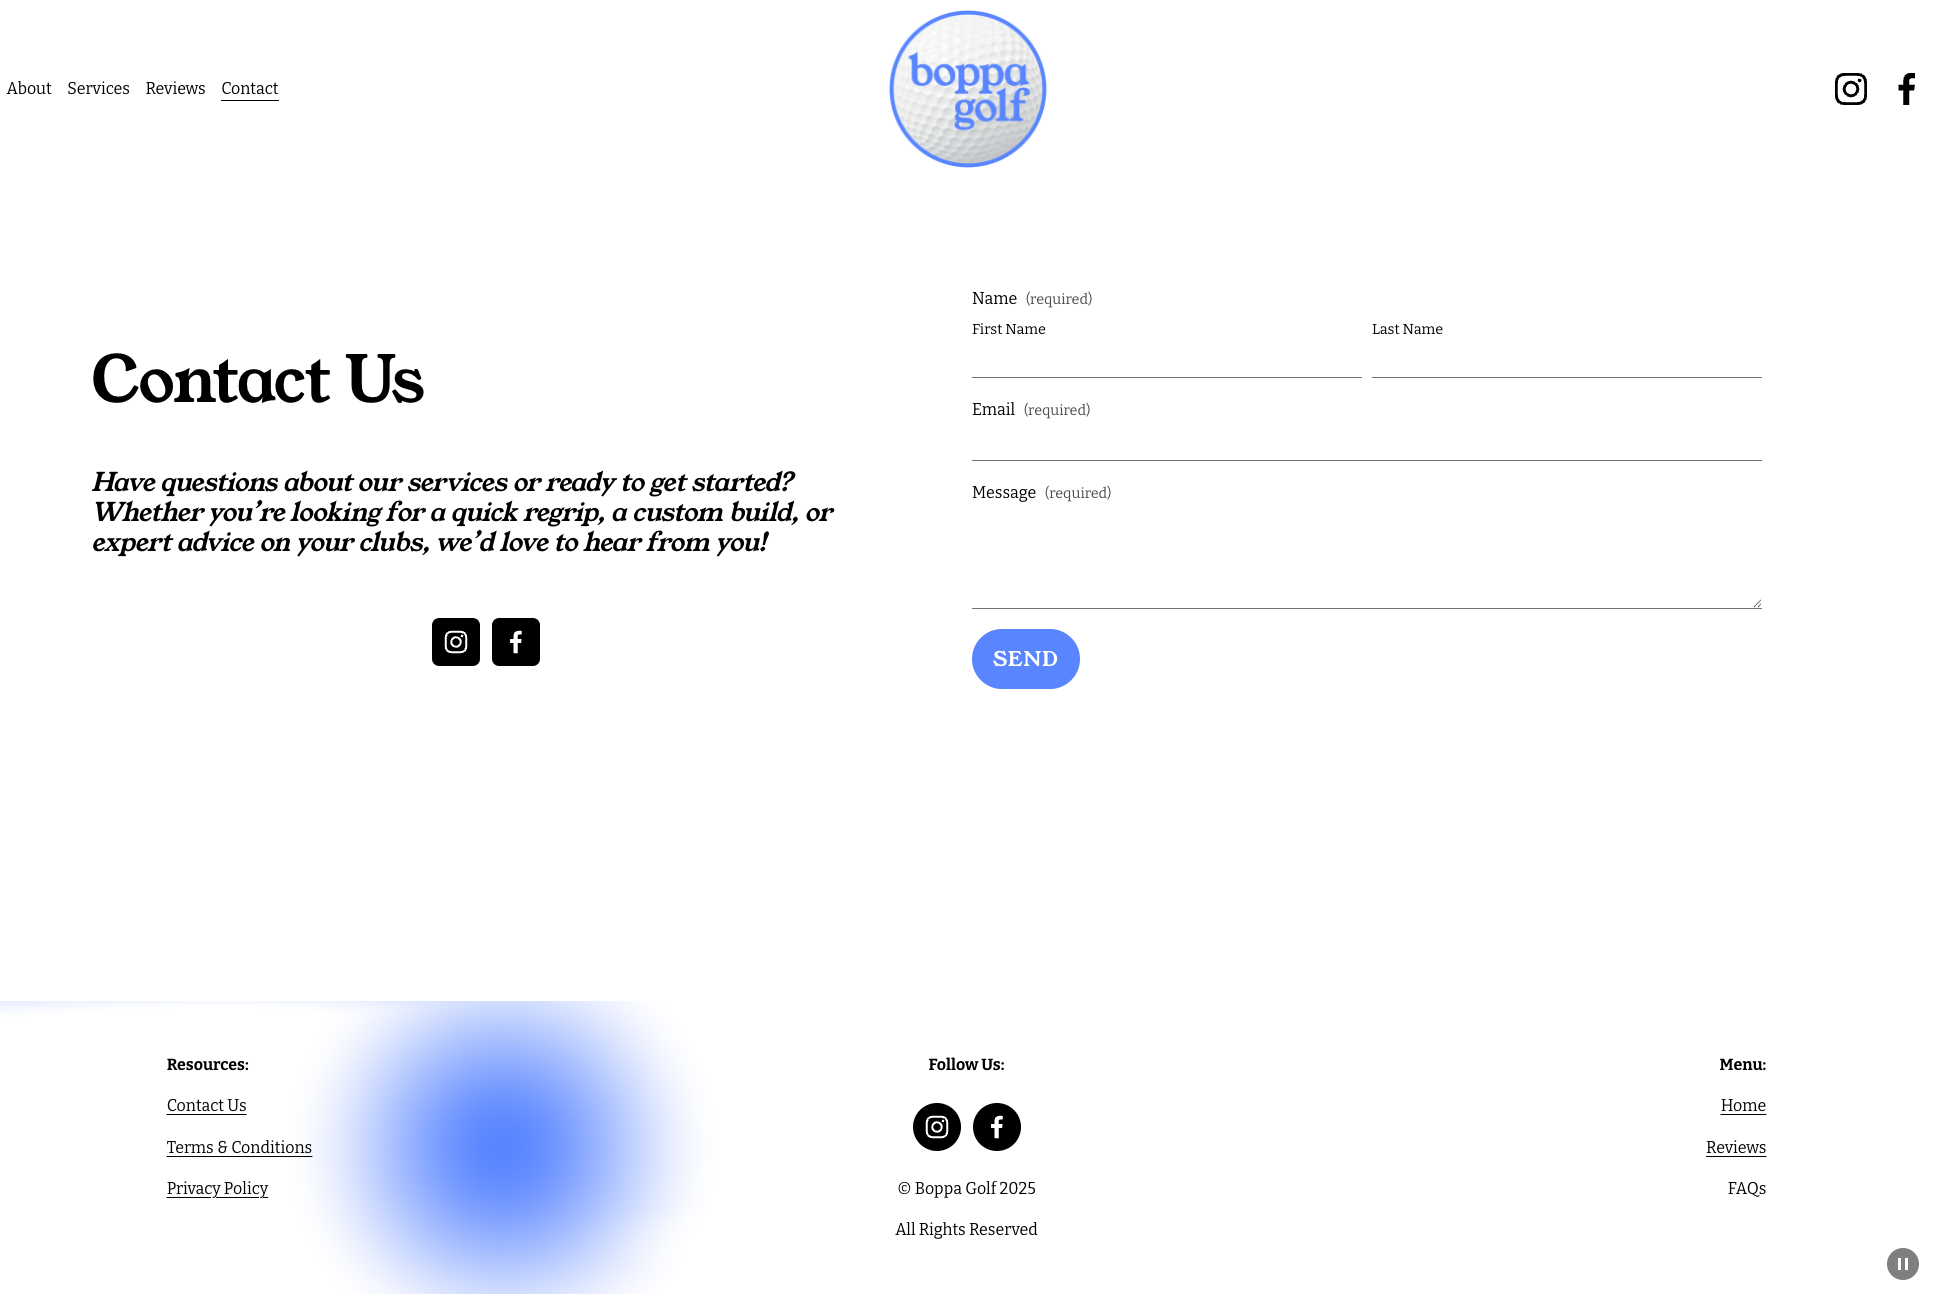 About
Services
Reviews
Contact
boppa
golf
Contact Us
Have questions about our services or ready to get started?
Whether you’re looking for a quick regrip, a custom build, or
expert advice on your clubs, we’d love to hear from you!
Name (required)
First Name
Last Name
Email (required)
Message (required)
SEND
Resources:
Contact Us
Terms & Conditions
Privacy Policy
Follow Us:
© Boppa Golf 2025
All Rights Reserved
Menu:
Home
Reviews
FAQs